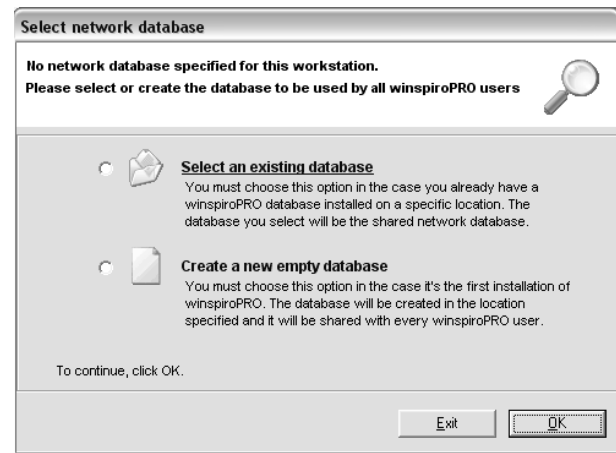 Select network database
No network database specified for this workstation.
Please select or create the database to be used by all winspiroPRO users
Select an existing database
You must choose this option in the case you already have a
winspiroPRO database installed on a specific location. The
database you select will be the shared network database.
Create a new empty database
You must choose this option in the case it's the first installation of
winspiroPRO. The database will be created in the location
specified and it will be shared with every winspiroPRO user.
To continue, click OK.
Exit
OK